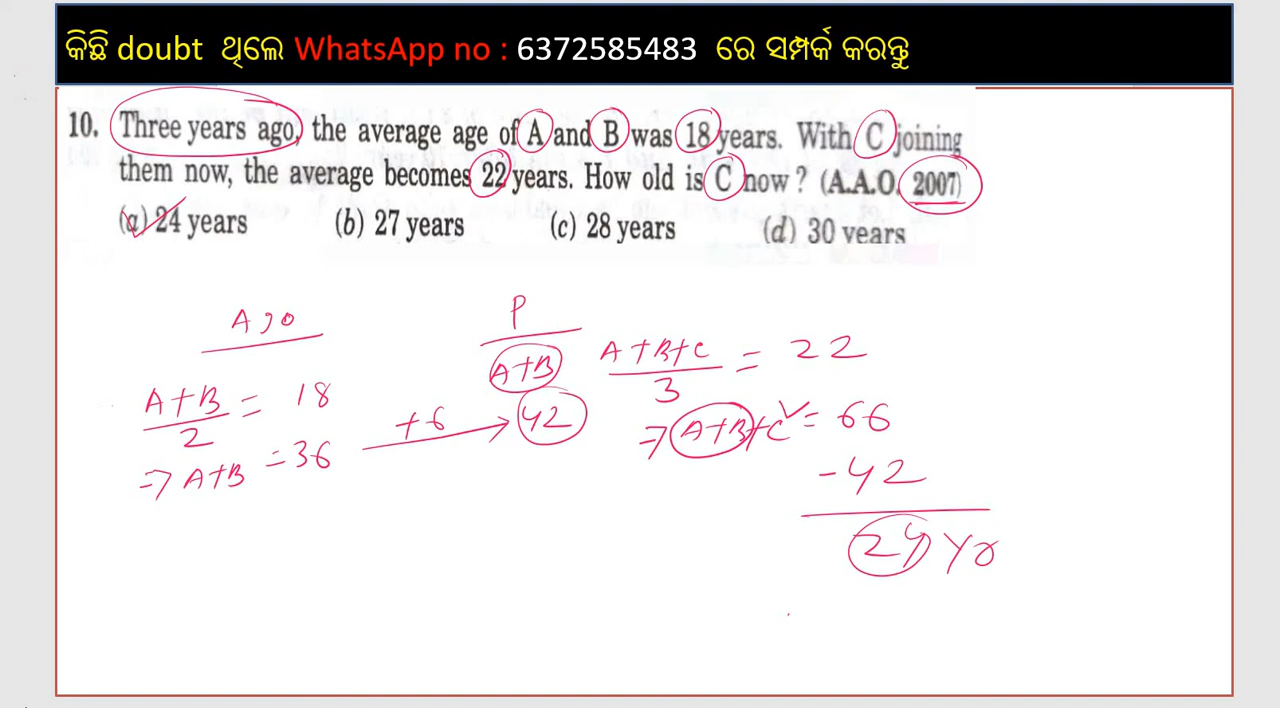 କିଛି doubt ଥିଲେ WhatsApp no : 6372585483 ରେ ସମ୍ପର୍କ କରନ୍ତୁ
10. Three years ago, the average age of A and B was 18 years. With C joining
them now, the average becomes 22 years. How old is C now ? (A.A.O. 2007)
(a) 24 years (b) 27 years (c) 28 years (d) 30 years
Ago P
A+B/2 = 18 A+B A+B+C/3 = 22
⇒ A+B = 36 +6 → 42 ⇒ A+B+C = 66
-42
24 Yr